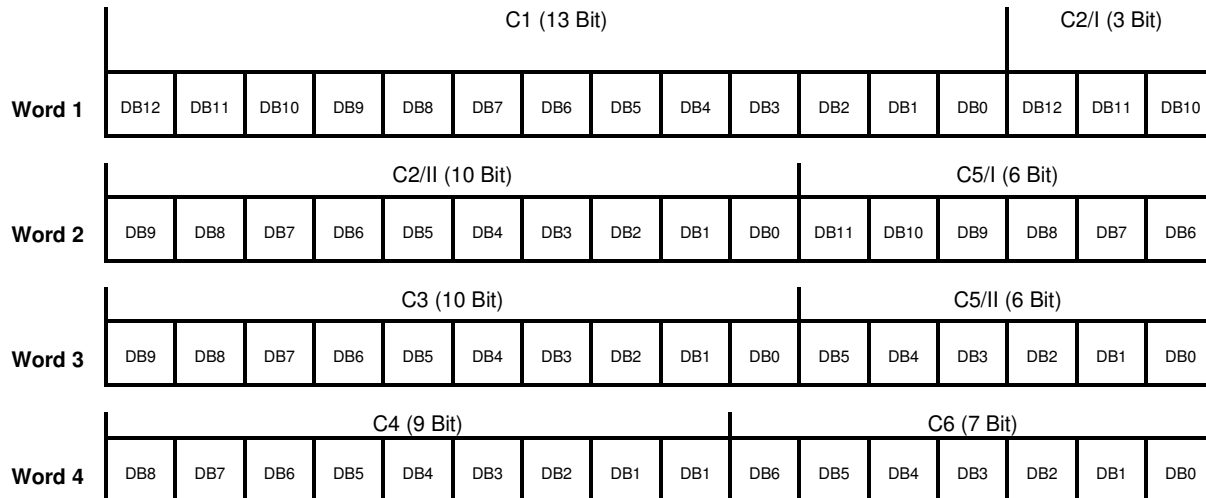 C1 (13 Bit) C2/I (3 Bit)
Word 1 DB12 DB11 DB10 DB9 DB8 DB7 DB6 DB5 DB4 DB3 DB2 DB1 DB0 DB12 DB11 DB10
C2/II (10 Bit) C5/I (6 Bit)
Word 2 DB9 DB8 DB7 DB6 DB5 DB4 DB3 DB2 DB1 DB0 DB11 DB10 DB9 DB8 DB7 DB6
C3 (10 Bit) C5/II (6 Bit)
Word 3 DB9 DB8 DB7 DB6 DB5 DB4 DB3 DB2 DB1 DB0 DB5 DB4 DB3 DB2 DB1 DB0
C4 (9 Bit) C6 (7 Bit)
Word 4 DB8 DB7 DB6 DB5 DB4 DB3 DB2 DB1 DB1 DB6 DB5 DB4 DB3 DB2 DB1 DB0